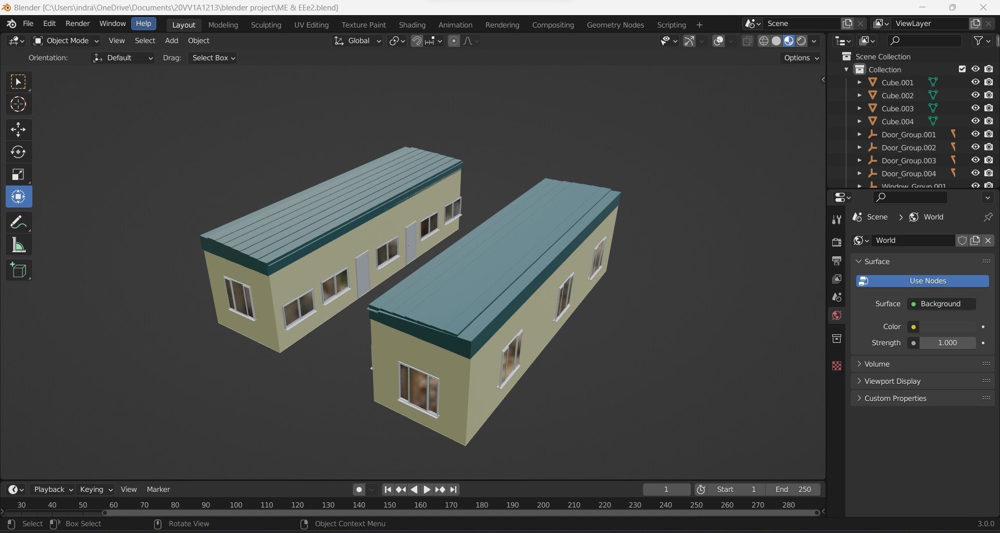 Blender [C:\Users\indra\OneDrive\Documents\20VV1A1213\blender project\ME & EEe2.blend]
File Edit Render Window Help Layout Modeling Sculpting UV Editing Texture Paint Shading Animation Rendering Compositing Geometry Nodes Scripting + Scene ViewLayer
Object Mode View Select Add Object Global
Orientation: Default Drag: Select Box Options
Scene Collection
Collection
Cube.001
Cube.002
Cube.003
Cube.004
Door_Group.001
Door_Group.002
Door_Group.003
Door_Group.004
Window_Group.001
Scene > World
World
Surface
Use Nodes
Surface Background
Color
Strength 1.000
Volume
Viewport Display
Custom Properties
Playback Keying View Marker 1 Start 1 End 250
30 40 50 60 70 80 90 100 110 120 130 140 150 160 170 180 190 200 210 220 230 240 250 260 270 280
Select Box Select Rotate View Object Context Menu 3.0.0